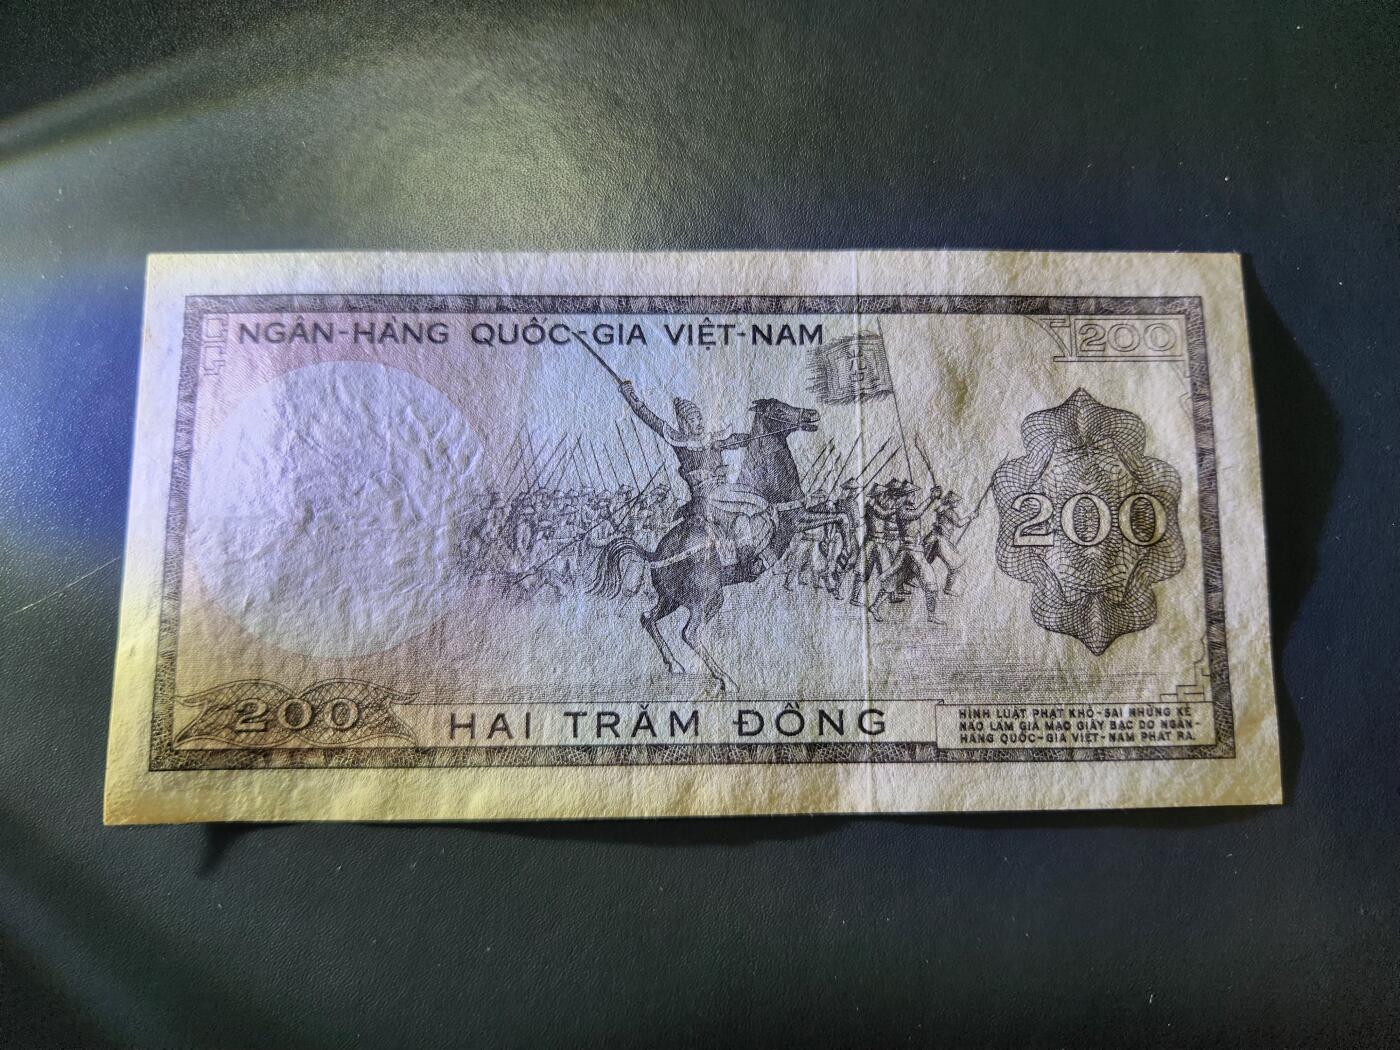 NGÂN-HÀNG QUỐC-GIA VIỆT-NAM
200
200
200
HAI TRĂM ĐỒNG
HÌNH LUẬT PHẠT KHỔ-SAI NHỮNG KẺ
NÀO LÀM GIẢ MẠO GIẤY BẠC DO NGÂN-
HÀNG QUỐC-GIA VIỆT-NAM PHÁT RA.